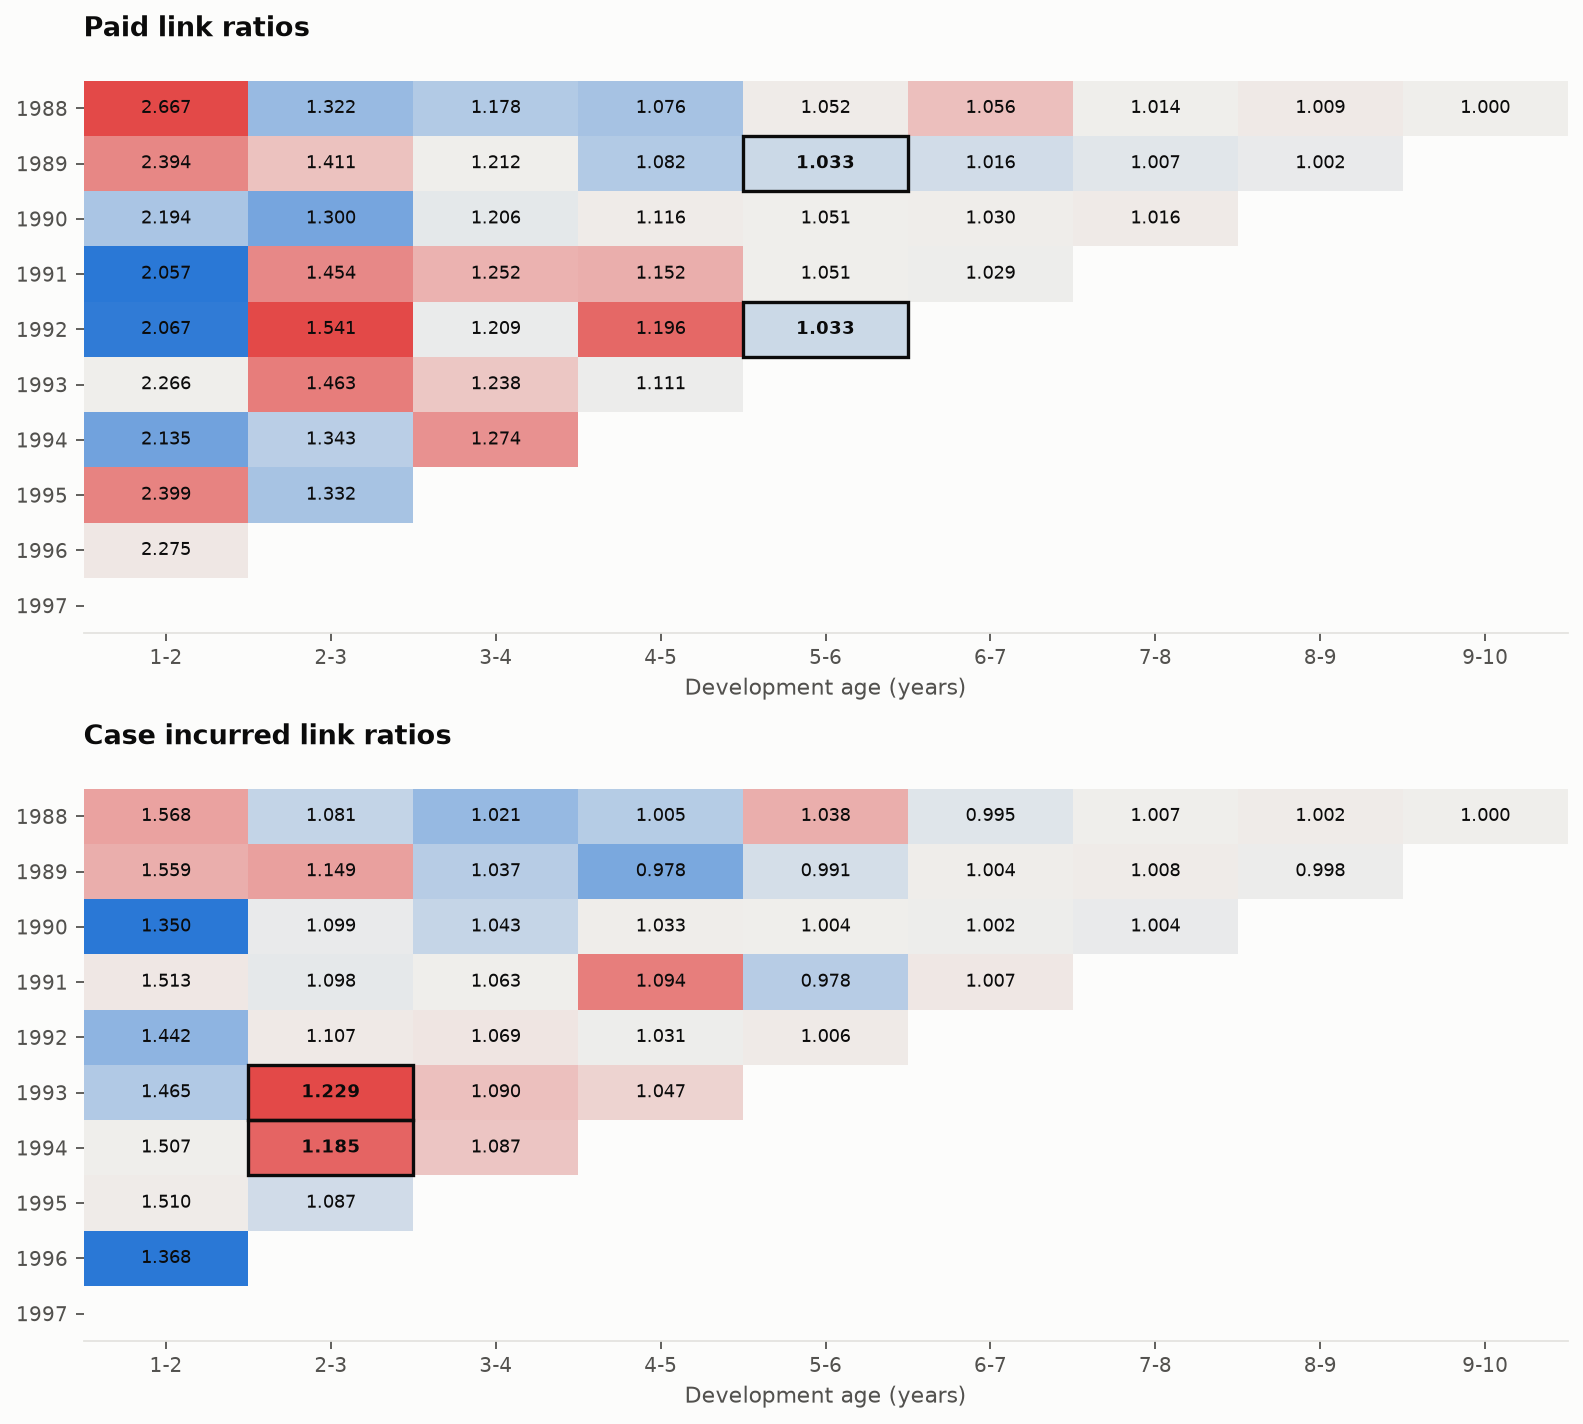 Paid link ratios
1988 2.667 1.322 1.178 1.076 1.052 1.056 1.014 1.009 1.000
1989 2.394 1.411 1.212 1.082 1.033 1.016 1.007 1.002
1990 2.194 1.300 1.206 1.116 1.051 1.030 1.016
1991 2.057 1.454 1.252 1.152 1.051 1.029
1992 2.067 1.541 1.209 1.196 1.033
1993 2.266 1.463 1.238 1.111
1994 2.135 1.343 1.274
1995 2.399 1.332
1996 2.275
1997
1-2 2-3 3-4 4-5 5-6 6-7 7-8 8-9 9-10
Development age (years)
Case incurred link ratios
1988 1.568 1.081 1.021 1.005 1.038 0.995 1.007 1.002 1.000
1989 1.559 1.149 1.037 0.978 0.991 1.004 1.008 0.998
1990 1.350 1.099 1.043 1.033 1.004 1.002 1.004
1991 1.513 1.098 1.063 1.094 0.978 1.007
1992 1.442 1.107 1.069 1.031 1.006
1993 1.465 1.229 1.090 1.047
1994 1.507 1.185 1.087
1995 1.510 1.087
1996 1.368
1997
1-2 2-3 3-4 4-5 5-6 6-7 7-8 8-9 9-10
Development age (years)